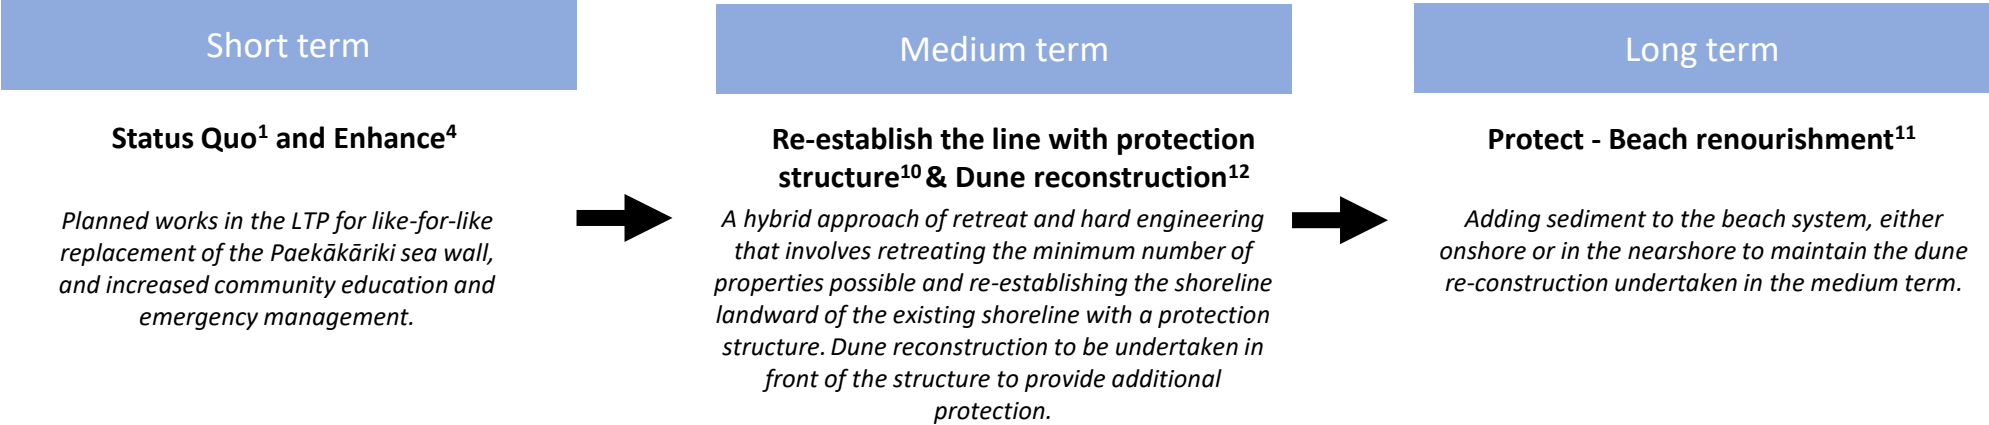 Short term
Status Quo¹ and Enhance⁴
Planned works in the LTP for like-for-like
replacement of the Paekākāriki sea wall,
and increased community education and
emergency management.
Medium term
Re-establish the line with protection
structure¹⁰ & Dune reconstruction¹²
A hybrid approach of retreat and hard engineering
that involves retreating the minimum number of
properties possible and re-establishing the shoreline
landward of the existing shoreline with a protection
structure. Dune reconstruction to be undertaken in
front of the structure to provide additional
protection.
Long term
Protect - Beach renourishment¹¹
Adding sediment to the beach system, either
onshore or in the nearshore to maintain the dune
re-construction undertaken in the medium term.